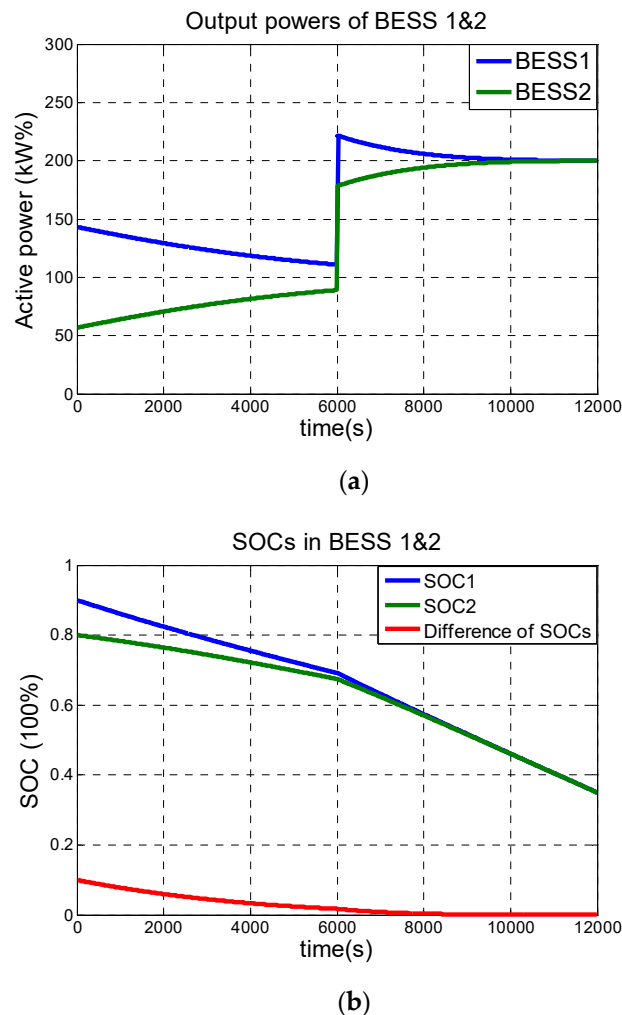 Output powers of BESS 1&2
300
250
200
150
100
50
0
Active power (kW%)
BESS1
BESS2
0 2000 4000 6000 8000 10000 12000
time(s)
(a)
SOCs in BESS 1&2
1
0.8
0.6
0.4
0.2
0
SOC (100%)
SOC1
SOC2
Difference of SOCs
0 2000 4000 6000 8000 10000 12000
time(s)
(b)